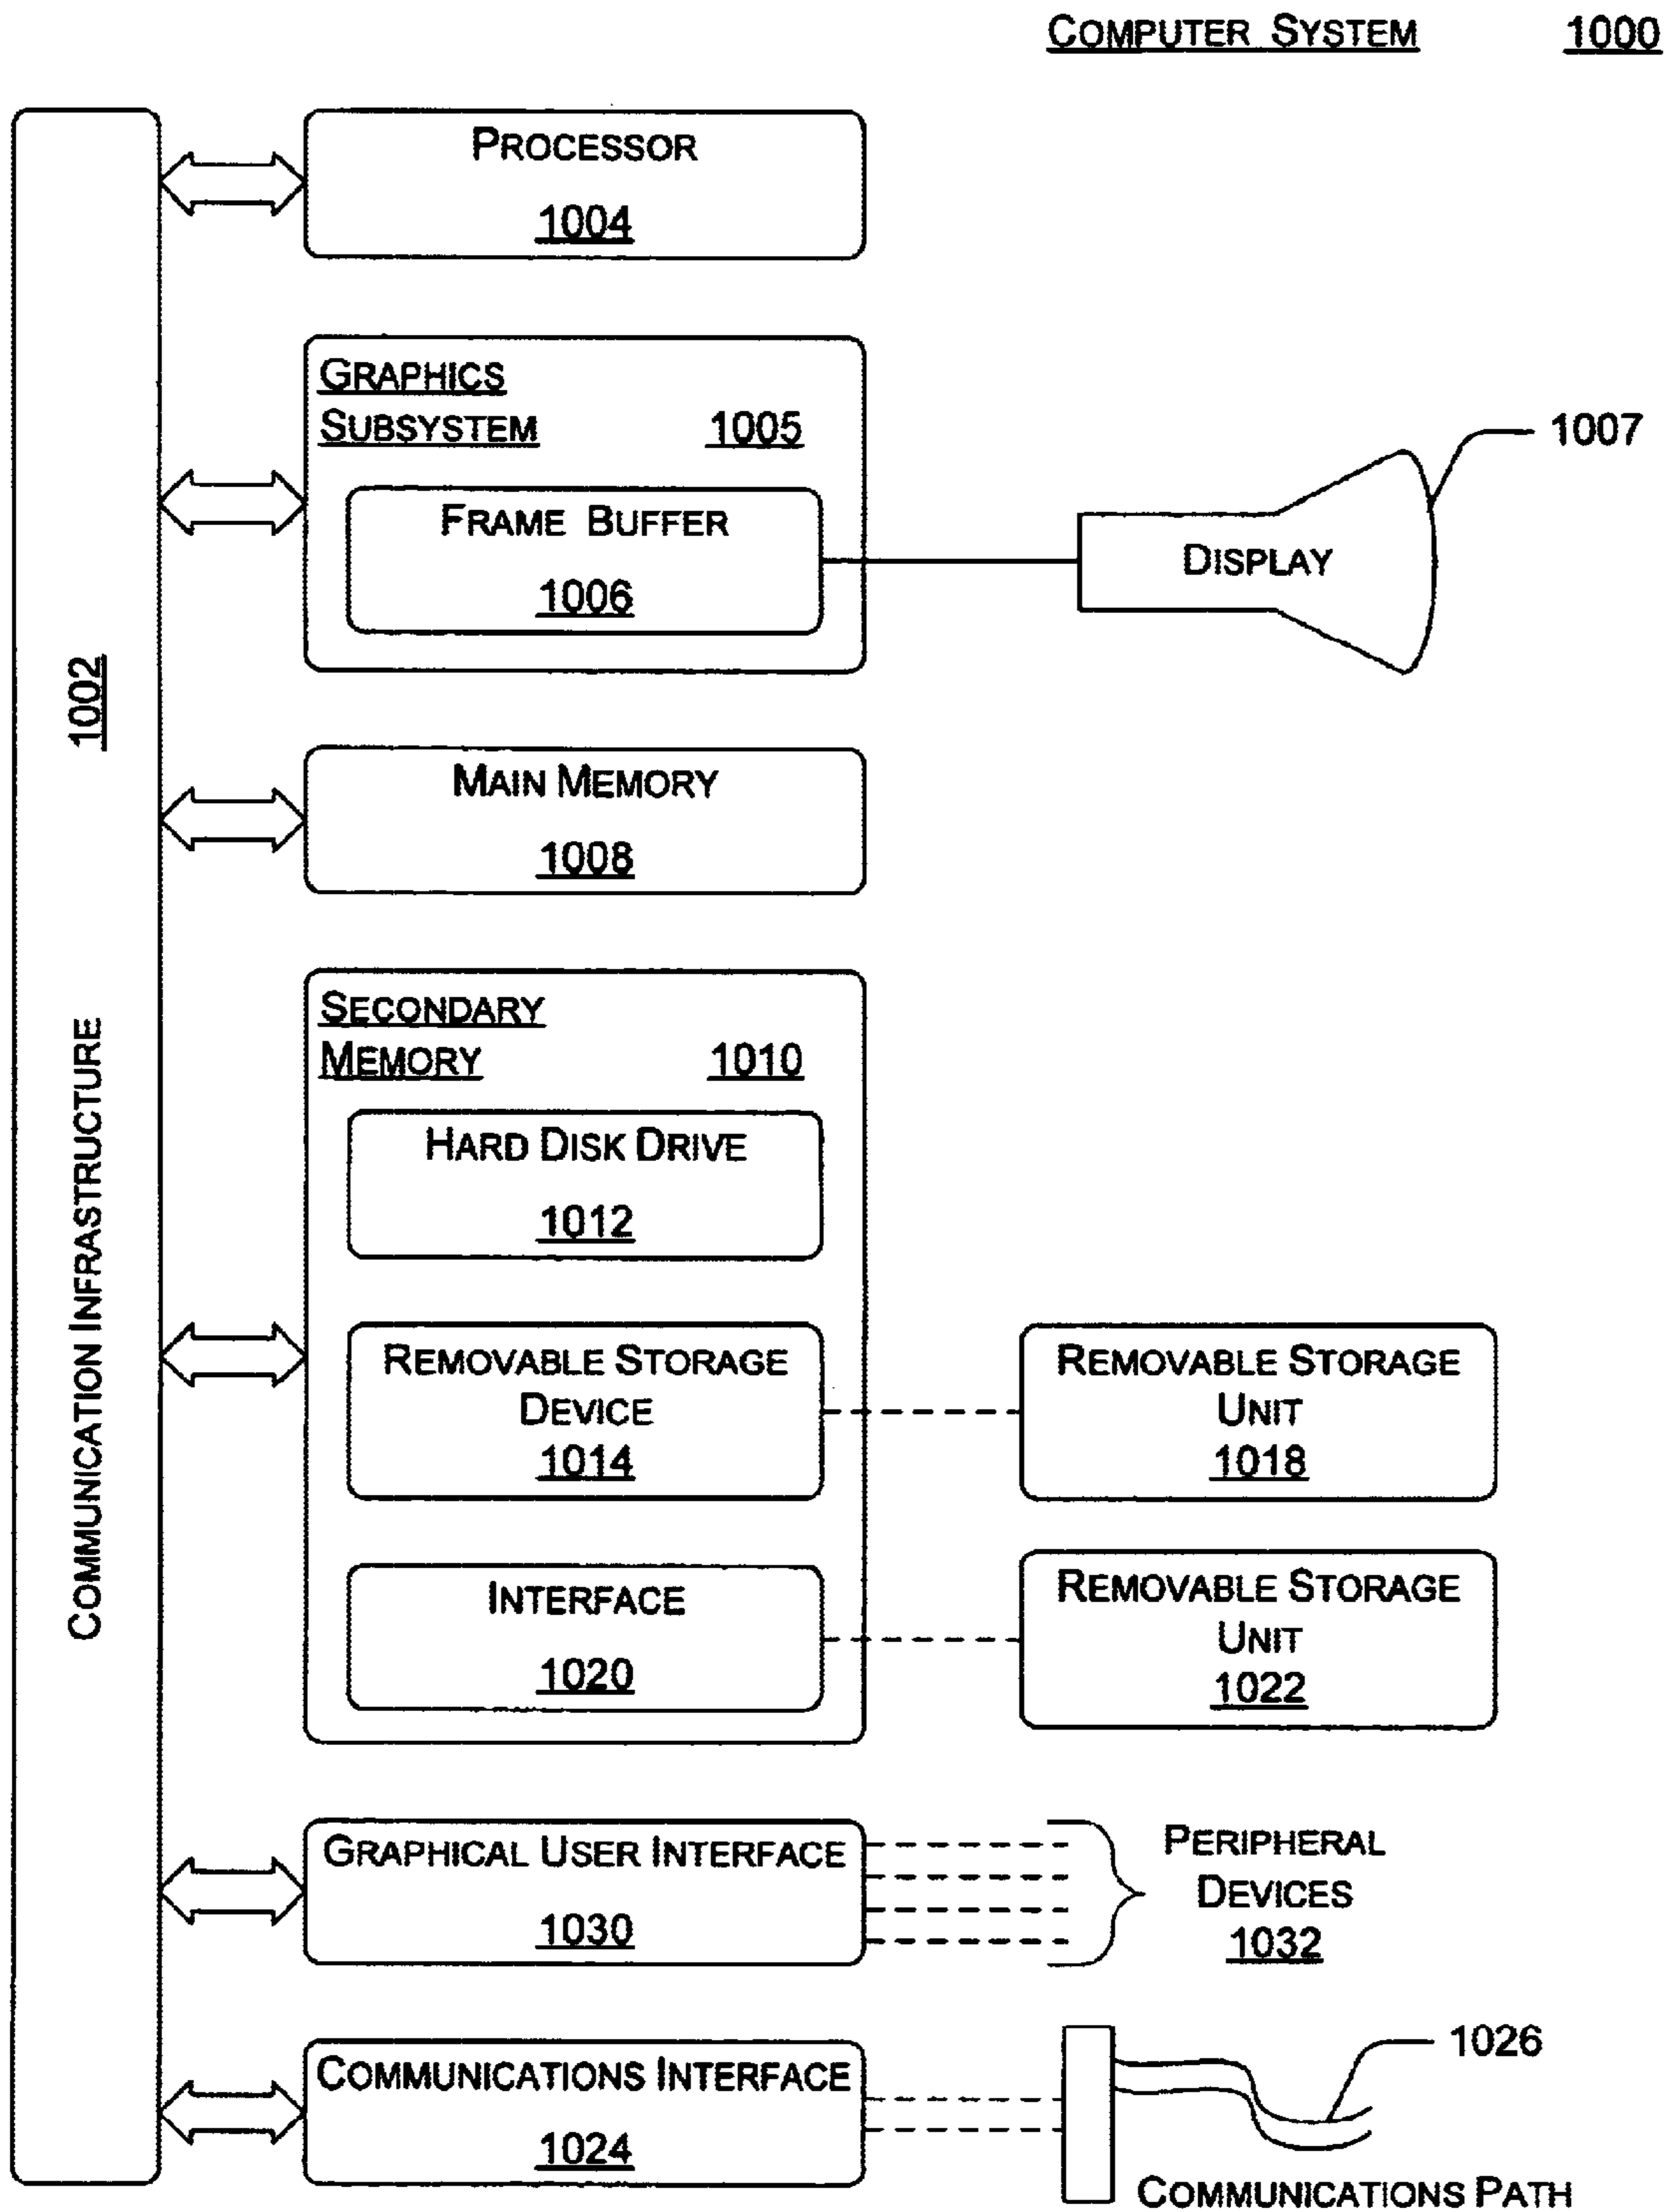 COMPUTER SYSTEM 1000
PROCESSOR
1004
GRAPHICS
SUBSYSTEM 1005
FRAME BUFFER
1006
DISPLAY
1007
1002
COMMUNICATION INFRASTRUCTURE
MAIN MEMORY
1008
SECONDARY
MEMORY 1010
HARD DISK DRIVE
1012
REMOVABLE STORAGE
DEVICE
1014
REMOVABLE STORAGE
UNIT
1018
INTERFACE
1020
REMOVABLE STORAGE
UNIT
1022
GRAPHICAL USER INTERFACE
1030
PERIPHERAL
DEVICES
1032
COMMUNICATIONS INTERFACE
1024
1026
COMMUNICATIONS PATH